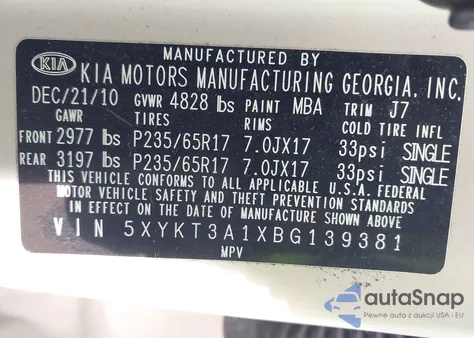 MANUFACTURED BY
KIA KIA MOTORS MANUFACTURING GEORGIA, INC.
DEC/21/10 GVWR 4828 lbs PAINT MBA TRIM J7
GAWR TIRES RIMS COLD TIRE INFL
FRONT 2977 lbs P235/65R17 7.0JX17 33psi SINGLE
REAR 3197 lbs P235/65R17 7.0JX17 33psi SINGLE
THIS VEHICLE CONFORMS TO ALL APPLICABLE U.S.A. FEDERAL
MOTOR VEHICLE SAFETY AND THEFT PREVENTION STANDARDS
IN EFFECT ON THE DATE OF MANUFACTURE SHOWN ABOVE
VIN 5XYKT3A1XBG139381
MPV
autoSnap
Pewne auta z USA i EU